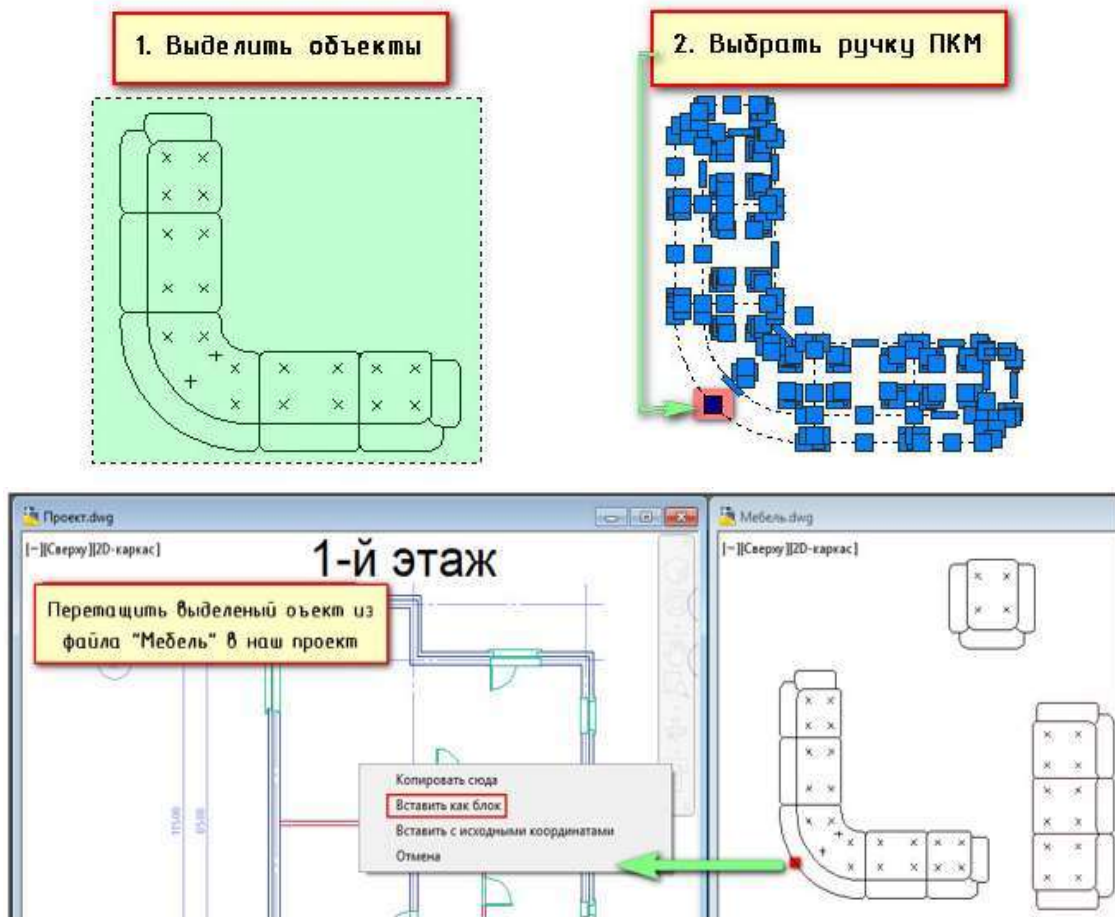 1. Выделить объекты
2. Выбрать ручку ПКМ
Проект.dwg
Мебель.dwg
[−][Сверху][2D-каркас]
[−][Сверху][2D-каркас]
1-й этаж
Перетащить выделеный оъект из
файла "Мебель" в наш проект
Копировать сюда
Вставить как блок
Вставить с исходными координатами
Отмена